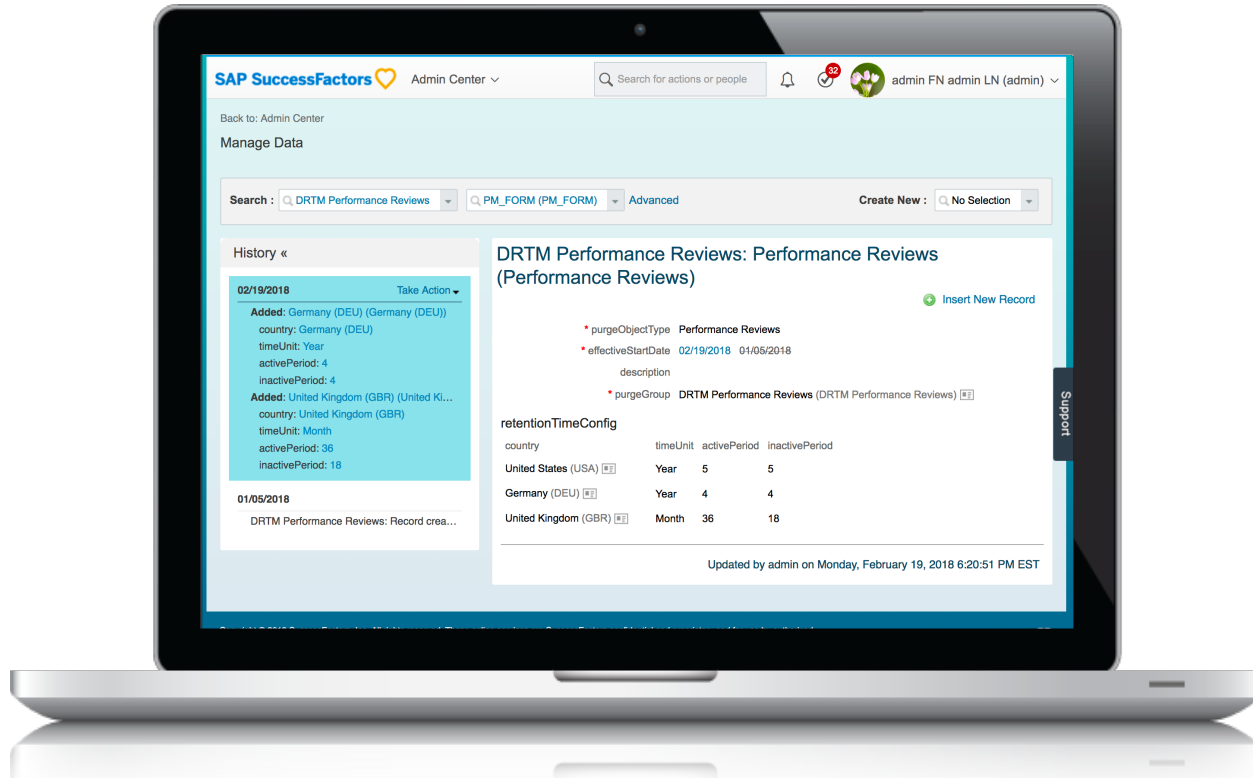 SAP SuccessFactors Admin Center Search for actions or people 32 admin FN admin LN (admin)
Back to: Admin Center
Manage Data
Search : DRTM Performance Reviews PM_FORM (PM_FORM) Advanced Create New : No Selection
History «
02/19/2018 Take Action
Added: Germany (DEU) (Germany (DEU))
country: Germany (DEU)
timeUnit: Year
activePeriod: 4
inactivePeriod: 4
Added: United Kingdom (GBR) (United Ki...
country: United Kingdom (GBR)
timeUnit: Month
activePeriod: 36
inactivePeriod: 18
01/05/2018
DRTM Performance Reviews: Record crea...
DRTM Performance Reviews: Performance Reviews
(Performance Reviews)
Insert New Record
* purgeObjectType Performance Reviews
* effectiveStartDate 02/19/2018 01/05/2018
description
* purgeGroup DRTM Performance Reviews (DRTM Performance Reviews)
retentionTimeConfig
country timeUnit activePeriod inactivePeriod
United States (USA) Year 5 5
Germany (DEU) Year 4 4
United Kingdom (GBR) Month 36 18
Updated by admin on Monday, February 19, 2018 6:20:51 PM EST
Support